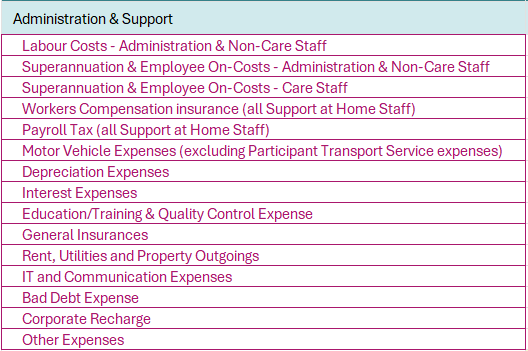 Administration & Support
Labour Costs - Administration & Non-Care Staff
Superannuation & Employee On-Costs - Administration & Non-Care Staff
Superannuation & Employee On-Costs - Care Staff
Workers Compensation insurance (all Support at Home Staff)
Payroll Tax (all Support at Home Staff)
Motor Vehicle Expenses (excluding Participant Transport Service expenses)
Depreciation Expenses
Interest Expenses
Education/Training & Quality Control Expense
General Insurances
Rent, Utilities and Property Outgoings
IT and Communication Expenses
Bad Debt Expense
Corporate Recharge
Other Expenses